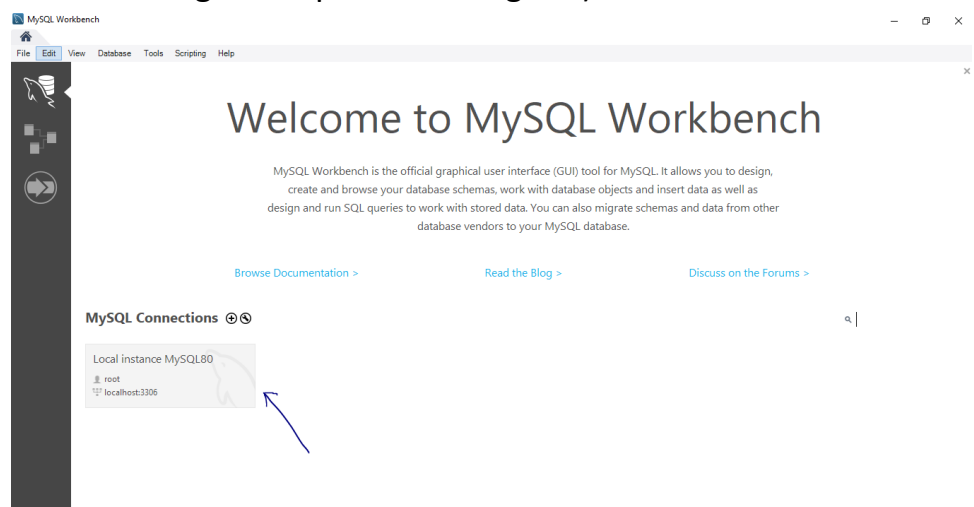 MySQL Workbench
File Edit View Database Tools Scripting Help
Welcome to MySQL Workbench
MySQL Workbench is the official graphical user interface (GUI) tool for MySQL. It allows you to design,
create and browse your database schemas, work with database objects and insert data as well as
design and run SQL queries to work with stored data. You can also migrate schemas and data from other
database vendors to your MySQL database.
Browse Documentation > Read the Blog > Discuss on the Forums >
MySQL Connections
Local instance MySQL80
root
localhost:3306